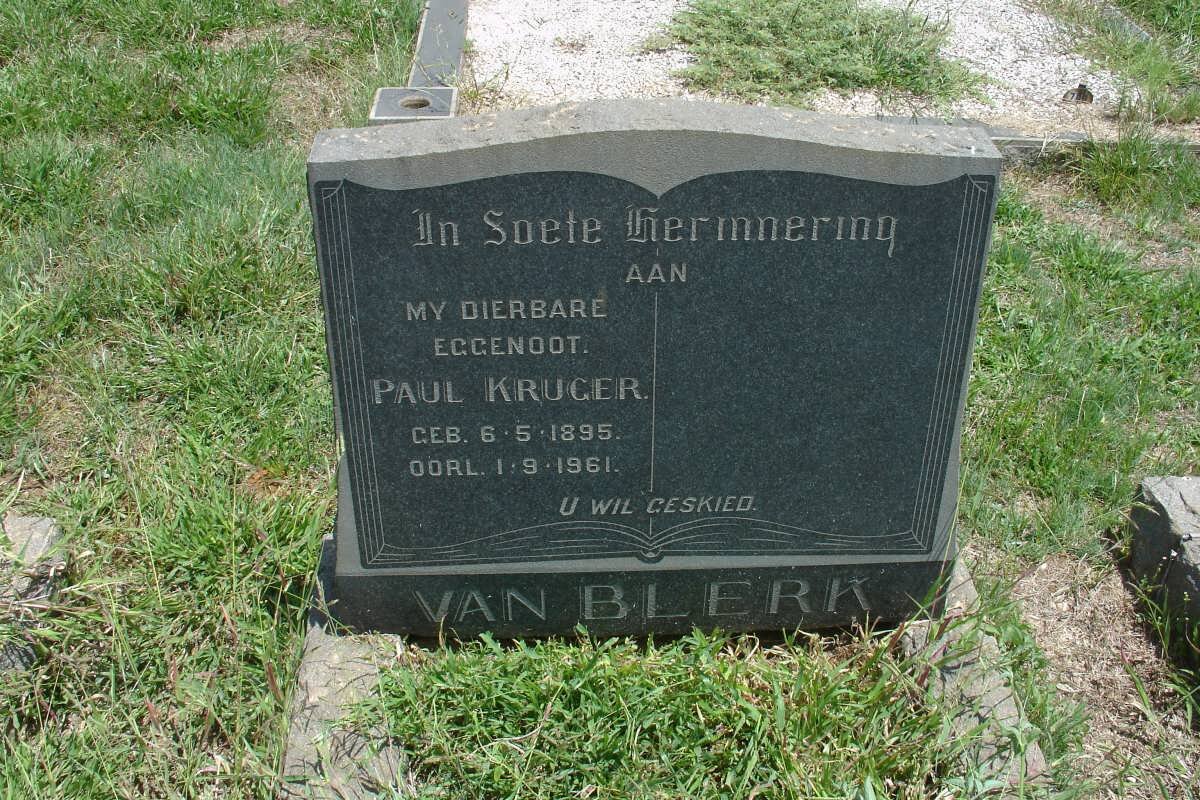 In Soete Herinnering
AAN
MY DIERBARE
EGGENOOT.
PAUL KRUGER.
GEB. 6·5·1895.
OORL. 1·9·1961.
U WIL GESKIED.
VAN BLERK